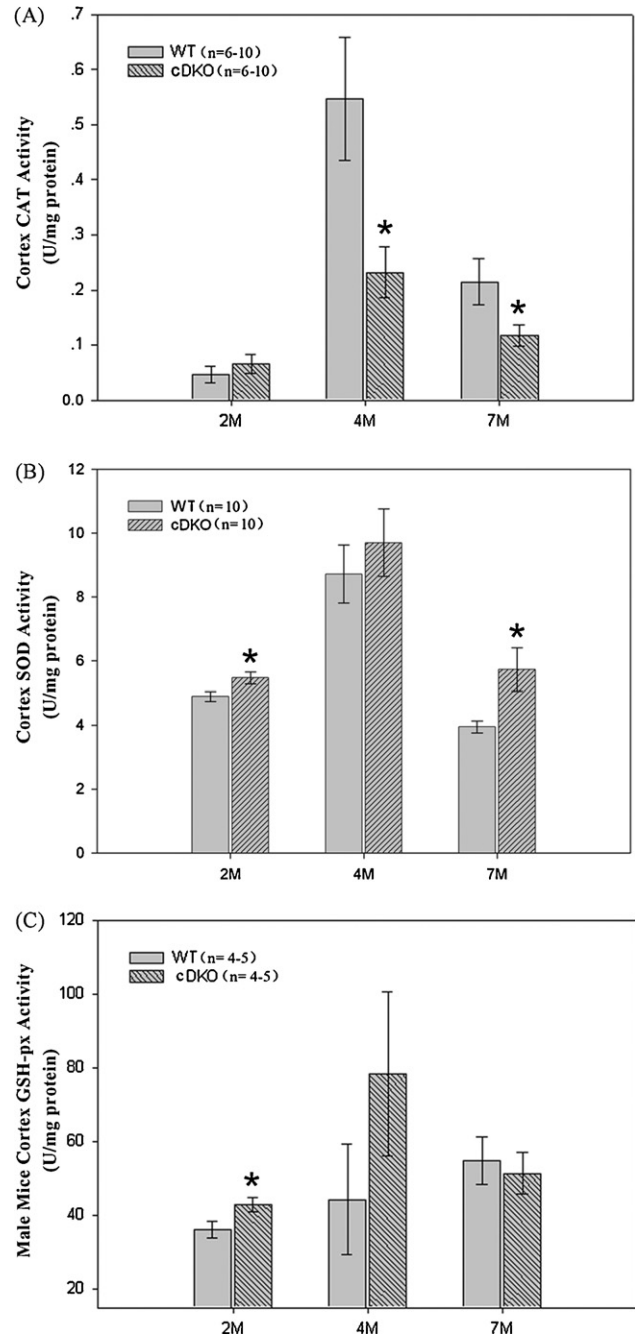 (A)
Cortex CAT Activity
(U/mg protein)
.7
.6
.5
.4
.3
.2
.1
0.0
WT (n=6-10)
cDKO (n=6-10)
*
*
2M 4M 7M
(B)
Cortex SOD Activity
(U/mg protein)
12
10
8
6
4
2
0
WT (n=10)
cDKO (n=10)
*
*
2M 4M 7M
(C)
Male Mice Cortex GSH-px Activity
(U/mg protein)
120
100
80
60
40
20
WT (n= 4-5)
cDKO (n= 4-5)
*
2M 4M 7M